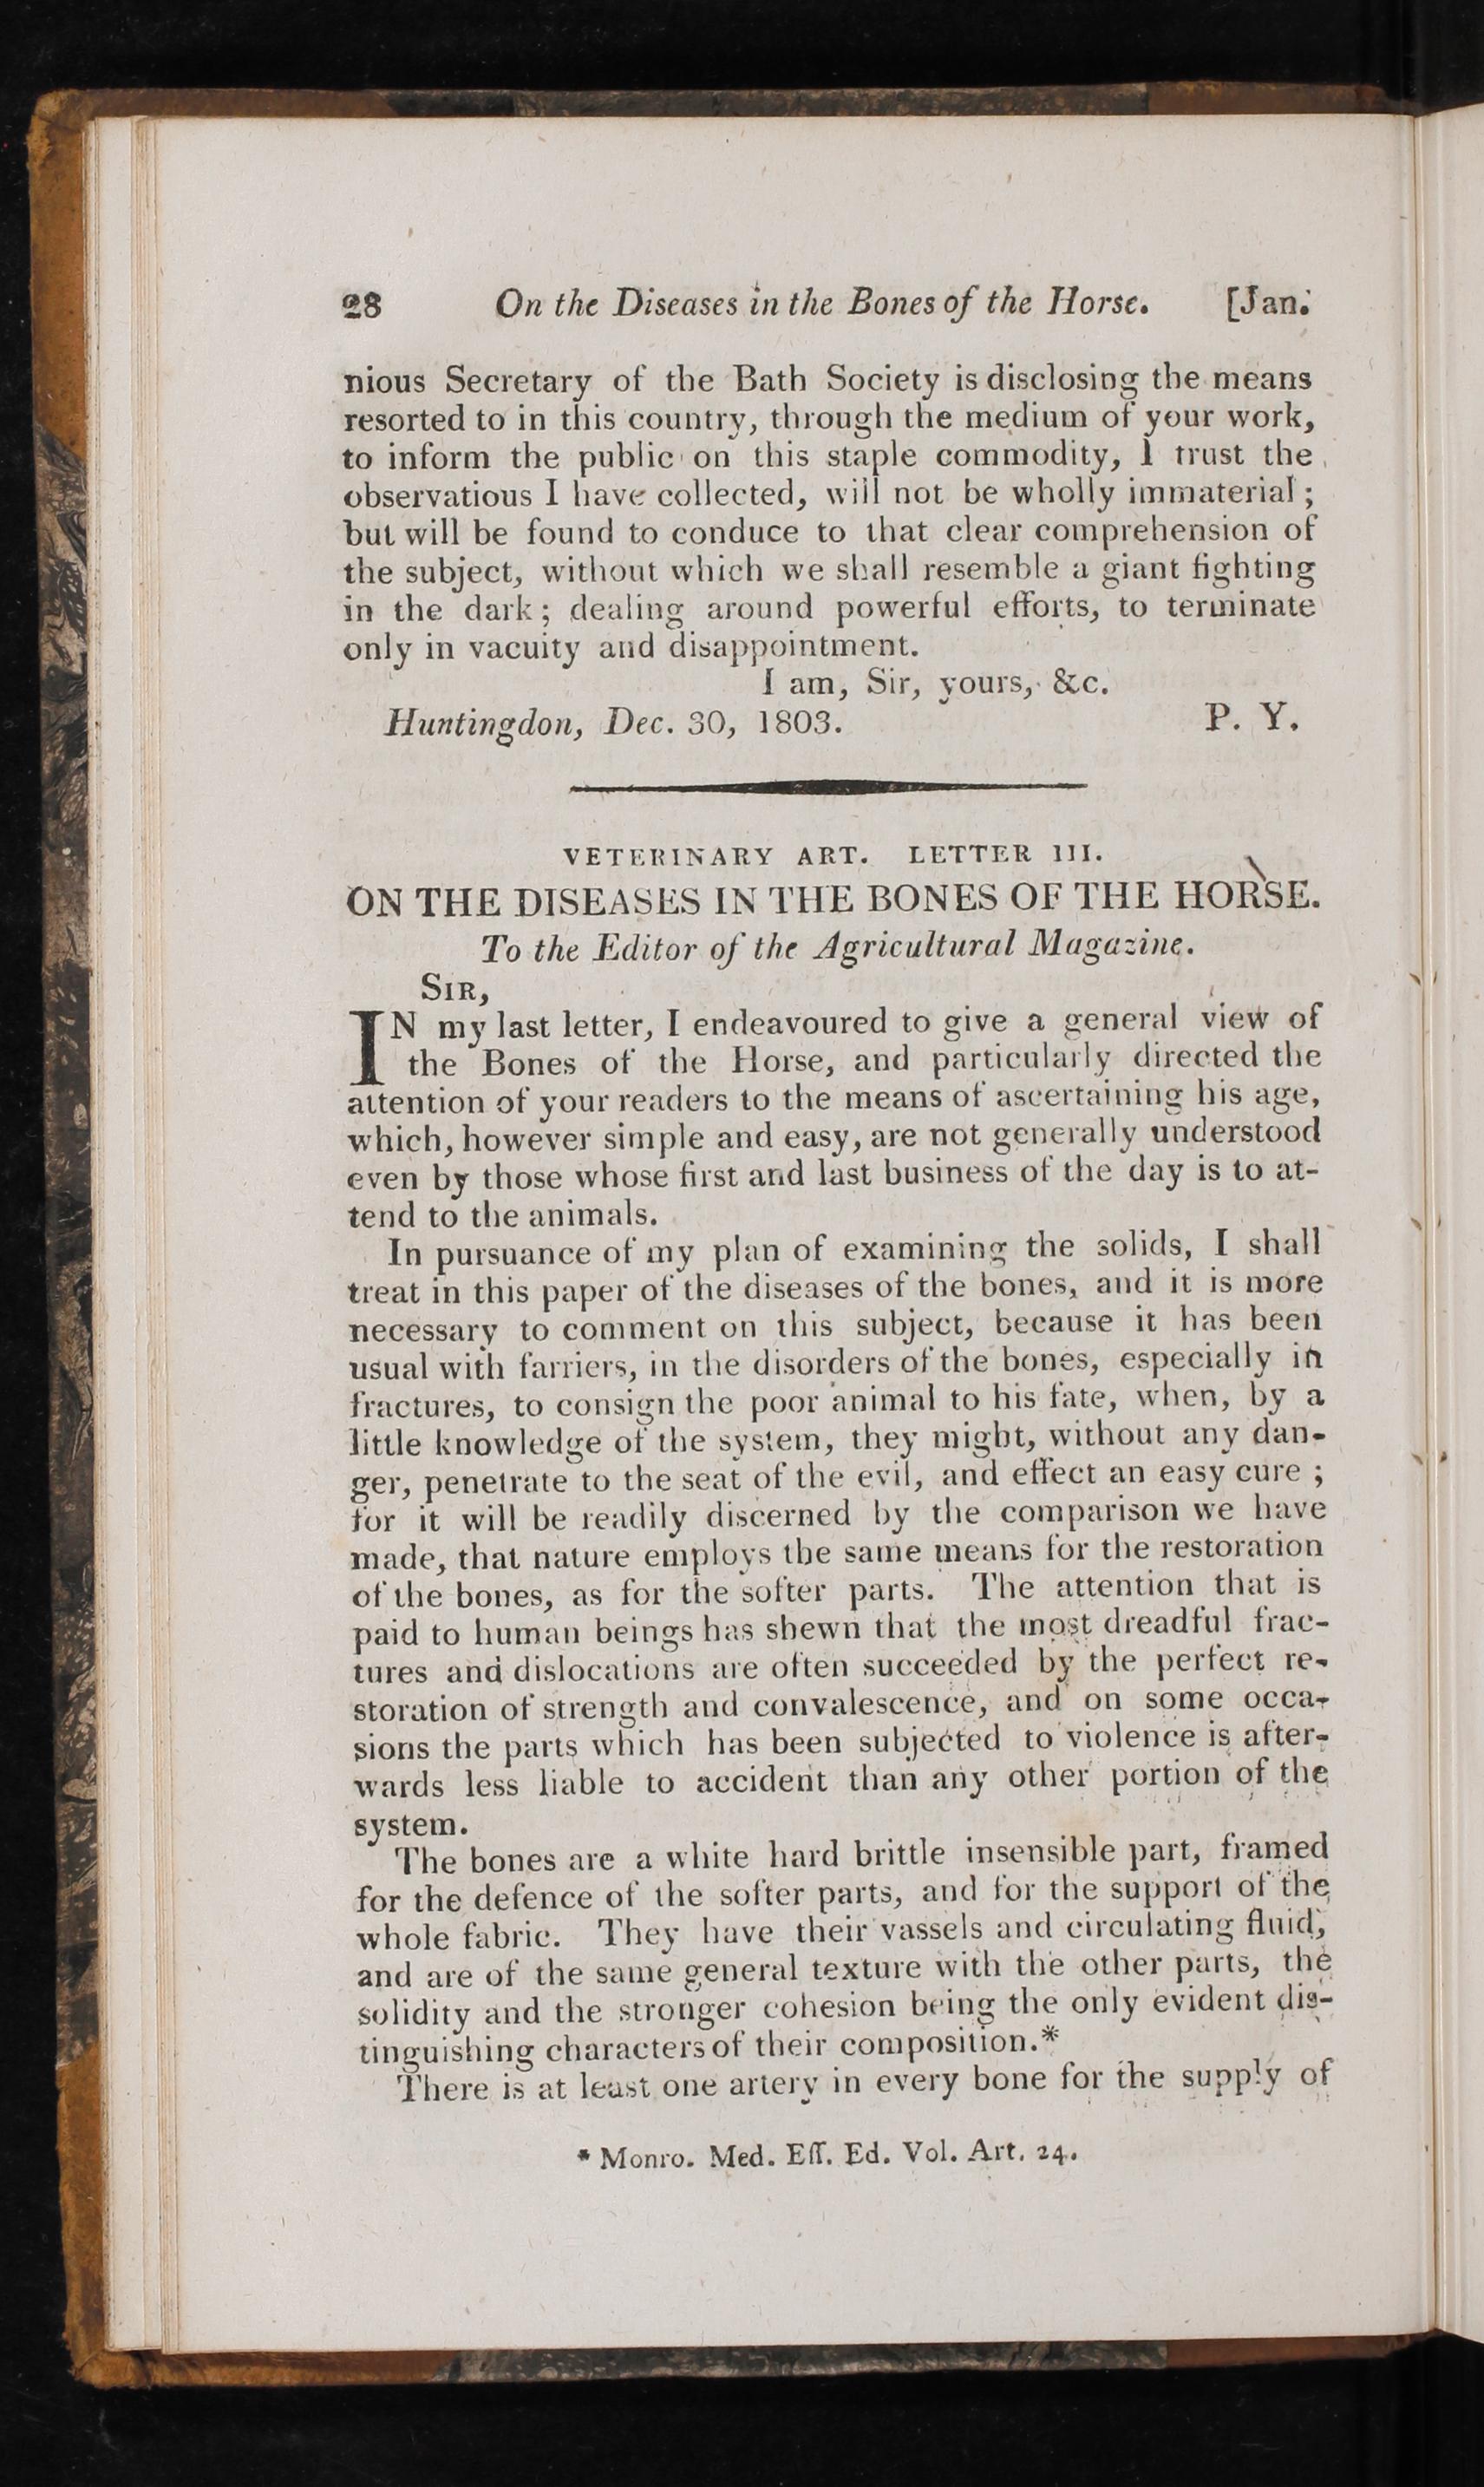 28 On the Diseases in the Bones of the Horse. [Jan.
nious Secretary of the Bath Society is disclosing the means
resorted to in this country, through the medium of your work,
to inform the public on this staple commodity, I trust the
observatious I have collected, will not be wholly immaterial;
but will be found to conduce to that clear comprehension of
the subject, without which we shall resemble a giant fighting
in the dark; dealing around powerful efforts, to terminate
only in vacuity and disappointment.
I am, Sir, yours, &c.
Huntingdon, Dec. 30, 1803. P. Y.
VETERINARY ART. LETTER III.
ON THE DISEASES IN THE BONES OF THE HORSE.
To the Editor of the Agricultural Magazine.
SIR,
IN my last letter, I endeavoured to give a general view of
the Bones of the Horse, and particularly directed the
attention of your readers to the means of ascertaining his age,
which, however simple and easy, are not generally understood
even by those whose first and last business of the day is to at-
tend to the animals.
In pursuance of my plan of examining the solids, I shall
treat in this paper of the diseases of the bones, and it is more
necessary to comment on this subject, because it has been
usual with farriers, in the disorders of the bones, especially in
fractures, to consign the poor animal to his fate, when, by a
little knowledge of the system, they might, without any dan-
ger, penetrate to the seat of the evil, and effect an easy cure;
for it will be readily discerned by the comparison we have
made, that nature employs the same means for the restoration
of the bones, as for the softer parts. The attention that is
paid to human beings has shewn that the most dreadful frac-
tures and dislocations are often succeeded by the perfect re-
storation of strength and convalescence, and on some occa-
sions the parts which has been subjected to violence is after-
wards less liable to accident than any other portion of the
system.
The bones are a white hard brittle insensible part, framed
for the defence of the softer parts, and for the support of the
whole fabric. They have their vassels and circulating fluid,
and are of the same general texture with the other parts, the
solidity and the stronger cohesion being the only evident dis-
tinguishing characters of their composition.*
There is at least one artery in every bone for the supply of
* Monro. Med. Eff. Ed. Vol. Art. 24.